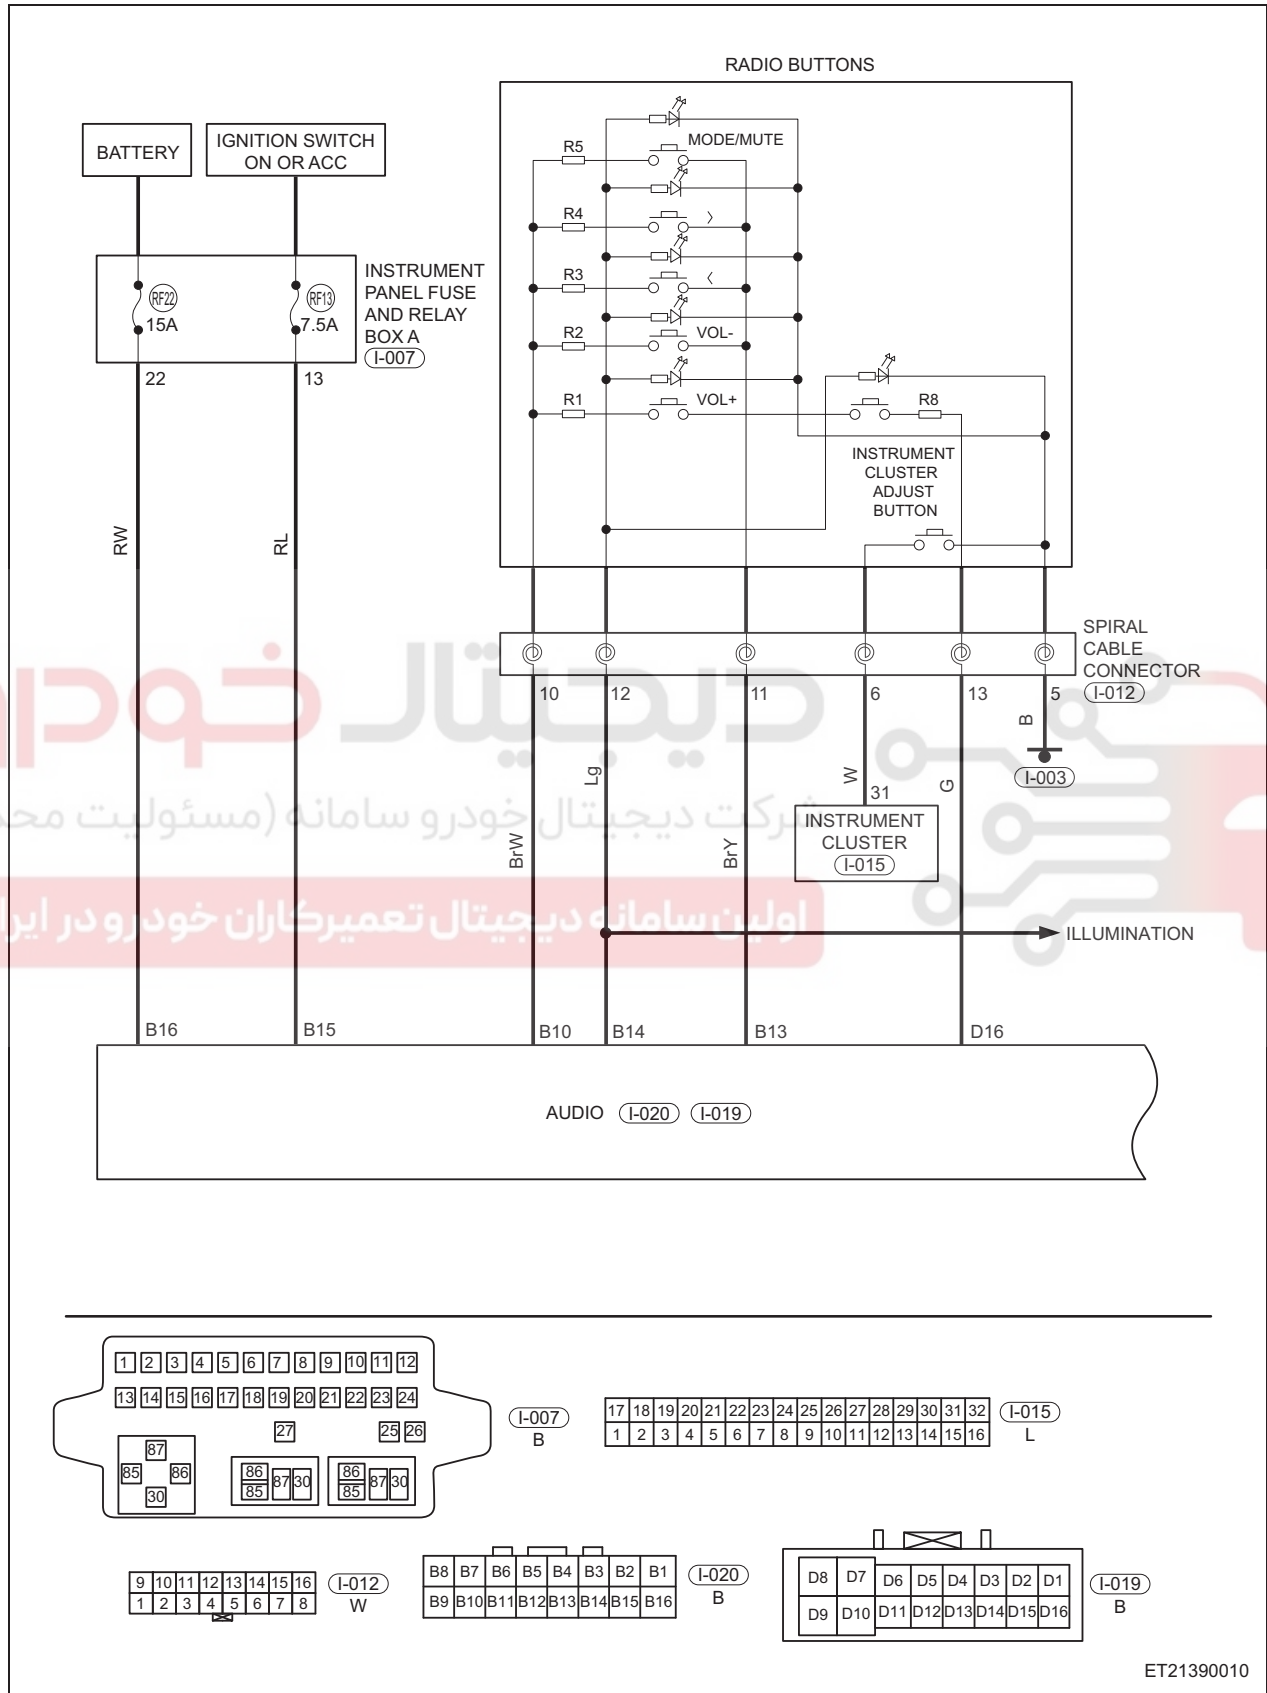 RADIO BUTTONS
BATTERY
IGNITION SWITCH
ON OR ACC
MODE/MUTE
R5
R4
〉
R3
〈
R2
VOL-
R1
VOL+
R8
INSTRUMENT
PANEL FUSE
AND RELAY
BOX A
I-007
RF22
15A
RF13
7.5A
22
13
INSTRUMENT
CLUSTER
ADJUST
BUTTON
RW
RL
SPIRAL
CABLE
CONNECTOR
I-012
10
12
11
6
13
5
B
I-003
دیجیتال خودرو
Lg
W
31
G
شرکت دیجیتال خودرو سامانه (مسئولیت
BrW
BrY
INSTRUMENT
CLUSTER
I-015
اولین سامانه دیجیتال تعمیرکاران خودرو در ایرا
ILLUMINATION
B16
B15
B10
B14
B13
D16
AUDIO I-020 I-019
1 2 3 4 5 6 7 8 9 10 11 12
13 14 15 16 17 18 19 20 21 22 23 24
27 25 26
87
85 86
30
86 87 30
85
86 87 30
85
I-007
B
17 18 19 20 21 22 23 24 25 26 27 28 29 30 31 32
1 2 3 4 5 6 7 8 9 10 11 12 13 14 15 16
I-015
L
9 10 11 12 13 14 15 16
1 2 3 4 5 6 7 8
I-012
W
B8 B7 B6 B5 B4 B3 B2 B1
B9 B10 B11 B12 B13 B14 B15 B16
I-020
B
D8 D7 D6 D5 D4 D3 D2 D1
D9 D10 D11 D12 D13 D14 D15 D16
I-019
B
ET21390010